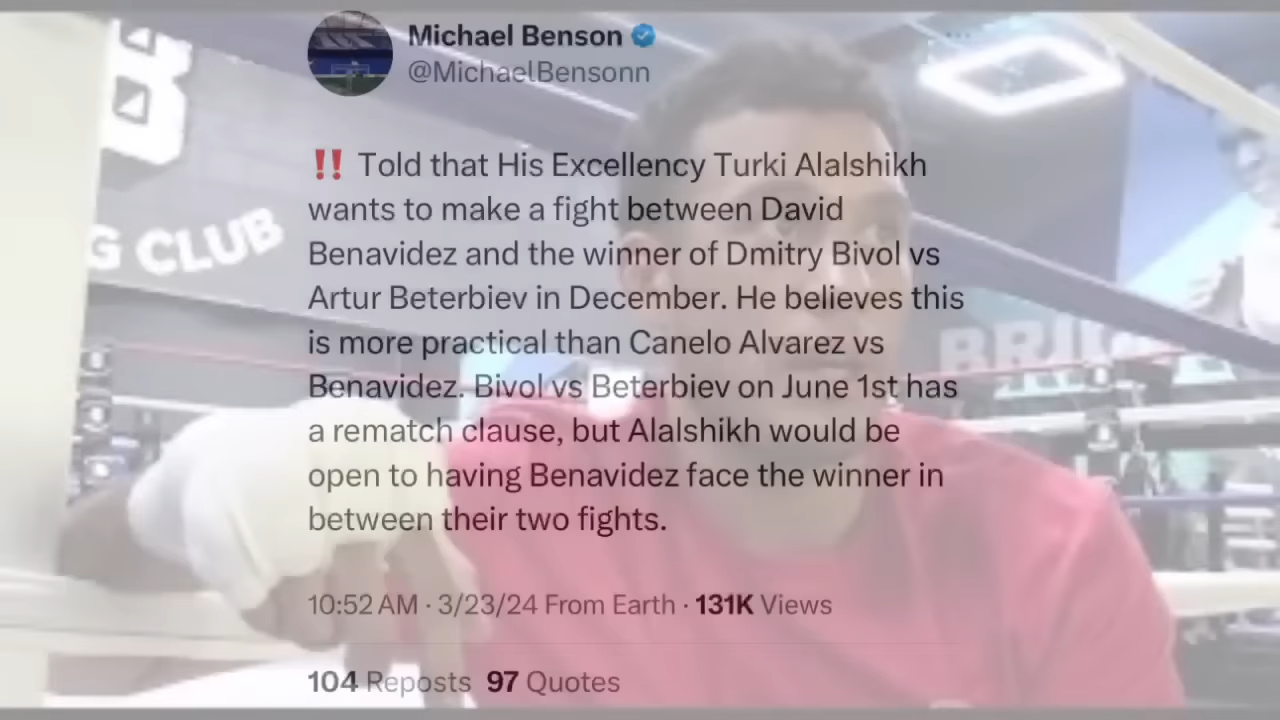 Michael Benson
@MichaelBensonn
‼️ Told that His Excellency Turki Alalshikh
wants to make a fight between David
Benavidez and the winner of Dmitry Bivol vs
Artur Beterbiev in December. He believes this
is more practical than Canelo Alvarez vs
Benavidez. Bivol vs Beterbiev on June 1st has
a rematch clause, but Alalshikh would be
open to having Benavidez face the winner in
between their two fights.
10:52 AM · 3/23/24 From Earth · 131K Views
104 Reposts 97 Quotes
G CLUB